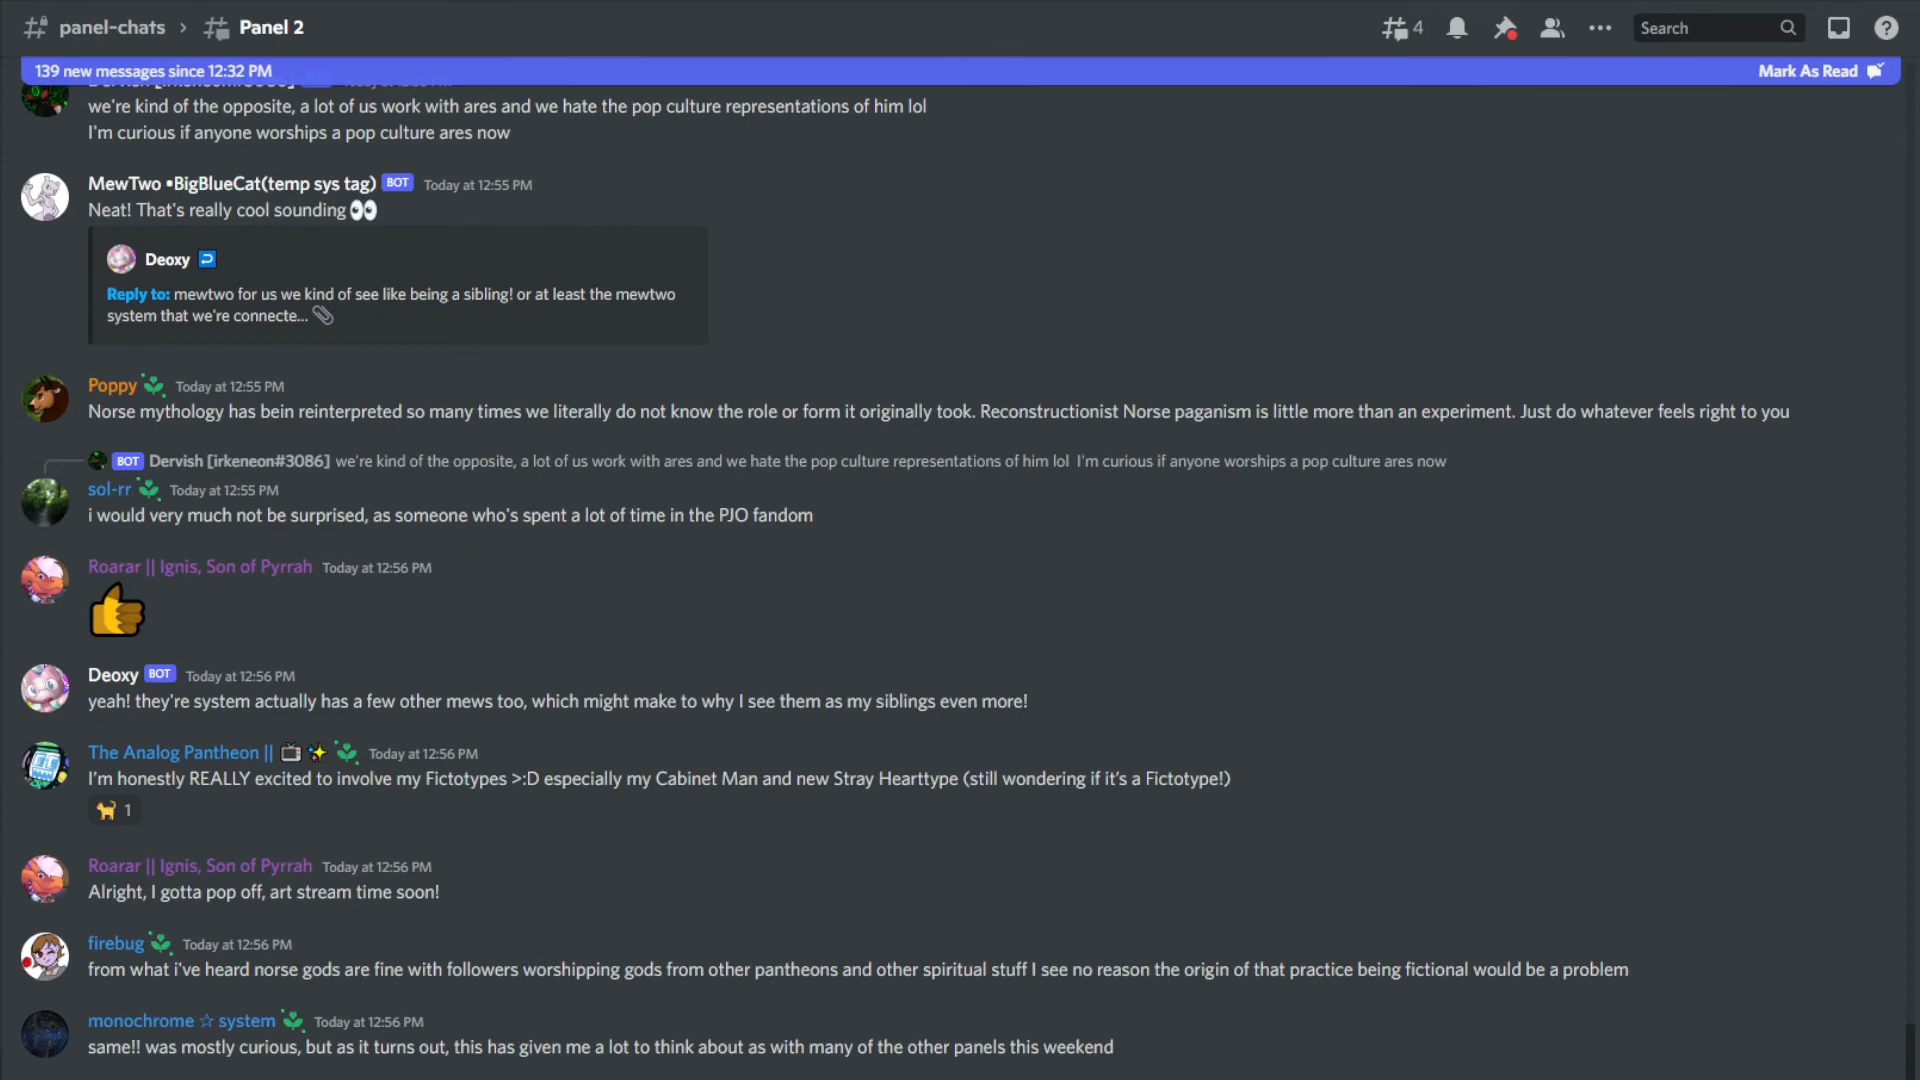 panel-chats › Panel 2
4
Search
139 new messages since 12:32 PM Mark As Read
we're kind of the opposite, a lot of us work with ares and we hate the pop culture representations of him lol
I'm curious if anyone worships a pop culture ares now
MewTwo •BigBlueCat(temp sys tag) BOT Today at 12:55 PM
Neat! That's really cool sounding 👀
Deoxy
Reply to: mewtwo for us we kind of see like being a sibling! or at least the mewtwo
system that we're connecte... 📎
Poppy Today at 12:55 PM
Norse mythology has bein reinterpreted so many times we literally do not know the role or form it originally took. Reconstructionist Norse paganism is little more than an experiment. Just do whatever feels right to you
BOT Dervish [irkeneon#3086] we're kind of the opposite, a lot of us work with ares and we hate the pop culture representations of him lol I'm curious if anyone worships a pop culture ares now
sol-rr Today at 12:55 PM
i would very much not be surprised, as someone who's spent a lot of time in the PJO fandom
Roarar || Ignis, Son of Pyrrah Today at 12:56 PM
Deoxy BOT Today at 12:56 PM
yeah! they're system actually has a few other mews too, which might make to why I see them as my siblings even more!
The Analog Pantheon || 📺 ✨ Today at 12:56 PM
I'm honestly REALLY excited to involve my Fictotypes >:D especially my Cabinet Man and new Stray Hearttype (still wondering if it's a Fictotype!)
1
Roarar || Ignis, Son of Pyrrah Today at 12:56 PM
Alright, I gotta pop off, art stream time soon!
firebug Today at 12:56 PM
from what i've heard norse gods are fine with followers worshipping gods from other pantheons and other spiritual stuff I see no reason the origin of that practice being fictional would be a problem
monochrome ☆ system Today at 12:56 PM
same!! was mostly curious, but as it turns out, this has given me a lot to think about as with many of the other panels this weekend